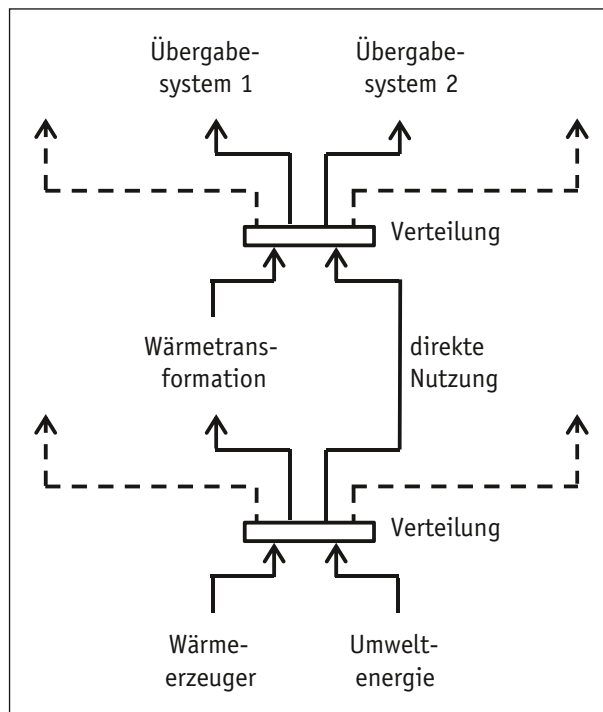 Übergabe-
system 1
Übergabe-
system 2
Verteilung
Wärmetrans-
formation
direkte
Nutzung
Verteilung
Wärme-
erzeuger
Umwelt-
energie